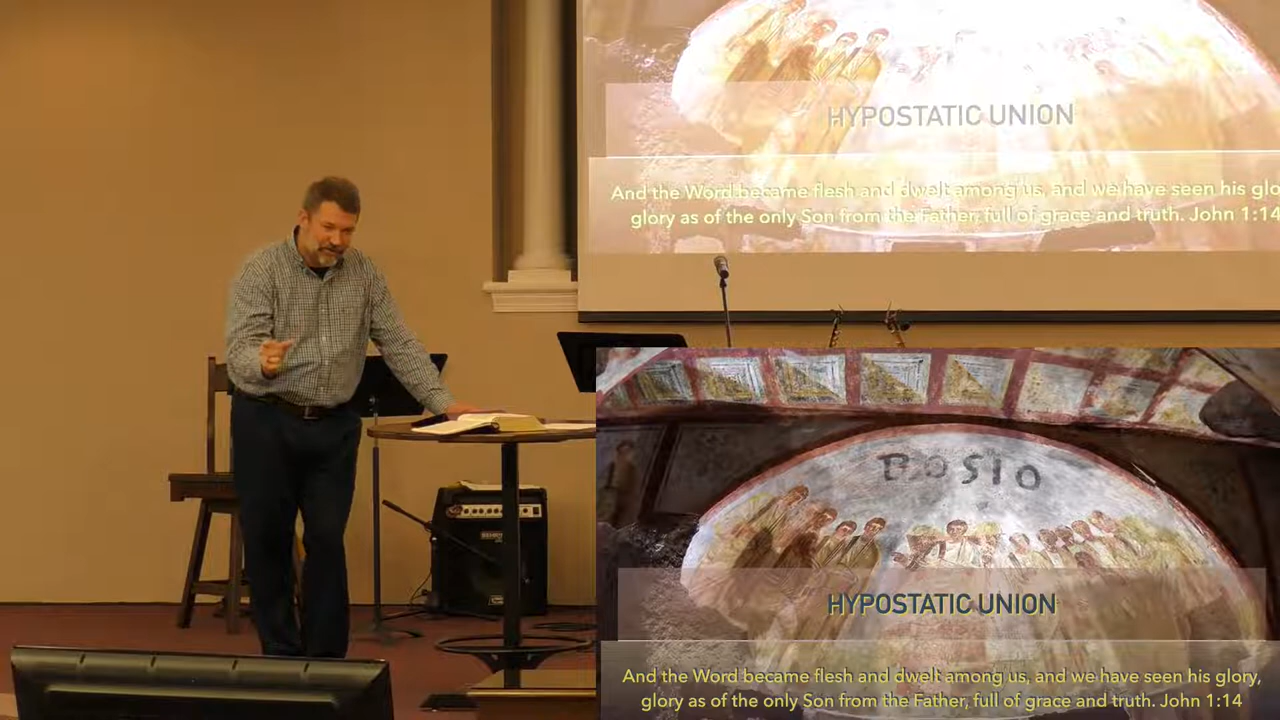 HYPOSTATIC UNION
And the Word became flesh and dwelt among us, and we have seen his glo
glory as of the only Son from the Father, full of grace and truth. John 1:14
BOSIO
HYPOSTATIC UNION
And the Word became flesh and dwelt among us, and we have seen his glory,
glory as of the only Son from the Father, full of grace and truth. John 1:14
BEHRINGER